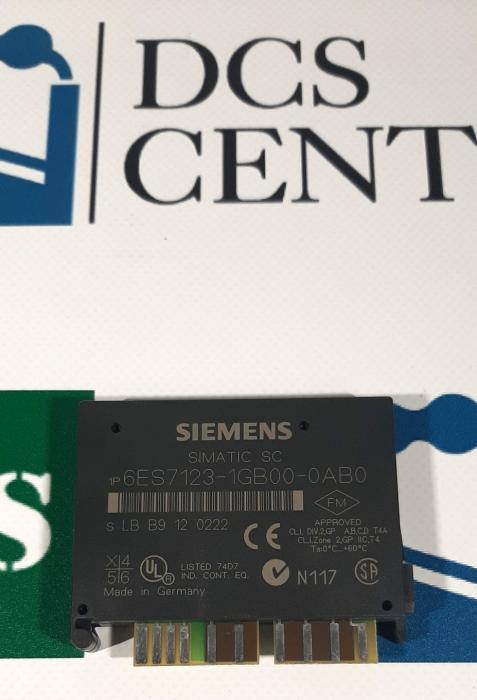 DCS
CENT
S
SIEMENS
SIMATIC SC
1P 6ES7123-1GB00-0AB0
S LB B9 12 0222
CE
FM
APPROVED
CL.I, DIV.2,GP A,B,C,D T4A
CL.I,Zone 2,GP IIC,T4
Ta:0°C...+60°C
X 4
5 6
UL
LISTED 74D7
IND. CONT. EQ.
N117
SA
Made in Germany